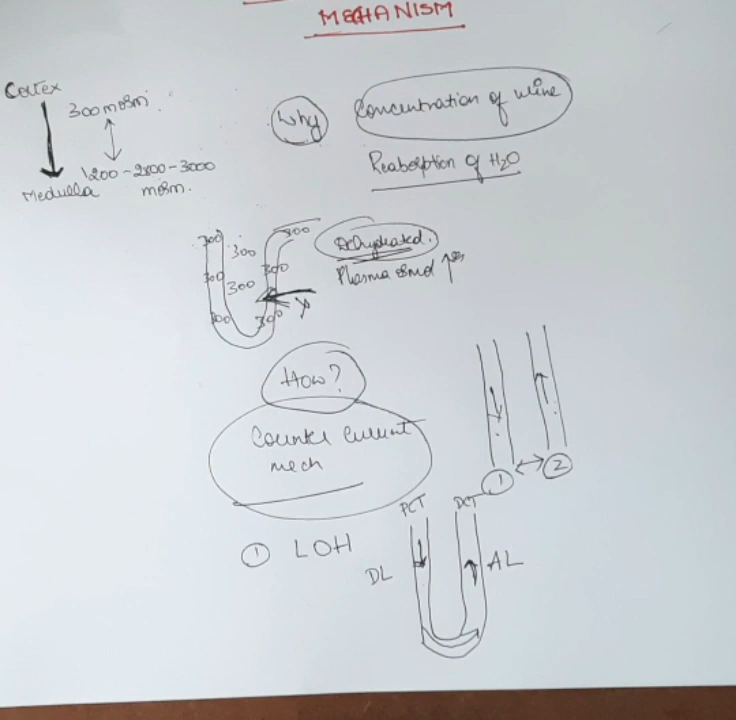 MECHANISM
Cortex
300 mosm
1200 - 2400 - 3000
Medulla mosm.
Why
Concentration of urine
Reabsorption of H2O
300
300
300
Dehydrated.
300
300
Plasma osmol
300
300
300
300
How?
Counter Current
mech
1 2
PCT DCT
1 LOH
DL AL